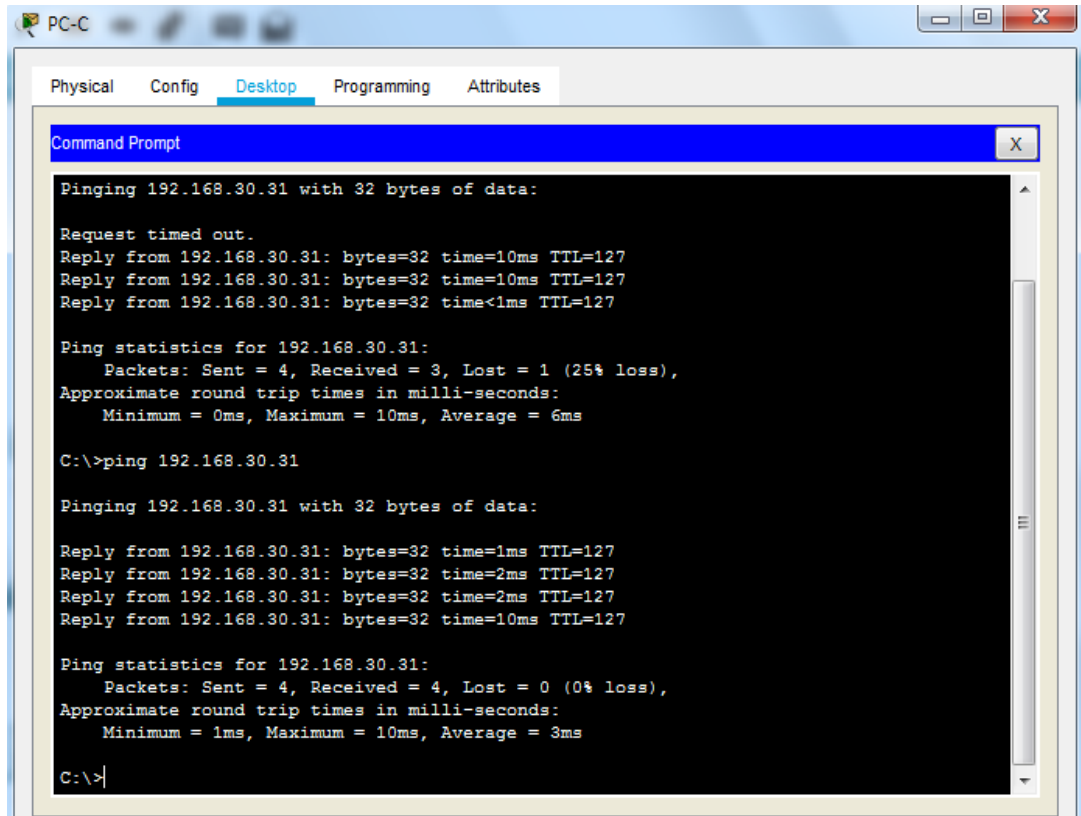 PC-C
Physical Config Desktop Programming Attributes
Command Prompt X
Pinging 192.168.30.31 with 32 bytes of data:
Request timed out.
Reply from 192.168.30.31: bytes=32 time=10ms TTL=127
Reply from 192.168.30.31: bytes=32 time=10ms TTL=127
Reply from 192.168.30.31: bytes=32 time<1ms TTL=127
Ping statistics for 192.168.30.31:
Packets: Sent = 4, Received = 3, Lost = 1 (25% loss),
Approximate round trip times in milli-seconds:
Minimum = 0ms, Maximum = 10ms, Average = 6ms
C:\>ping 192.168.30.31
Pinging 192.168.30.31 with 32 bytes of data:
Reply from 192.168.30.31: bytes=32 time=1ms TTL=127
Reply from 192.168.30.31: bytes=32 time=2ms TTL=127
Reply from 192.168.30.31: bytes=32 time=2ms TTL=127
Reply from 192.168.30.31: bytes=32 time=10ms TTL=127
Ping statistics for 192.168.30.31:
Packets: Sent = 4, Received = 4, Lost = 0 (0% loss),
Approximate round trip times in milli-seconds:
Minimum = 1ms, Maximum = 10ms, Average = 3ms
C:\>